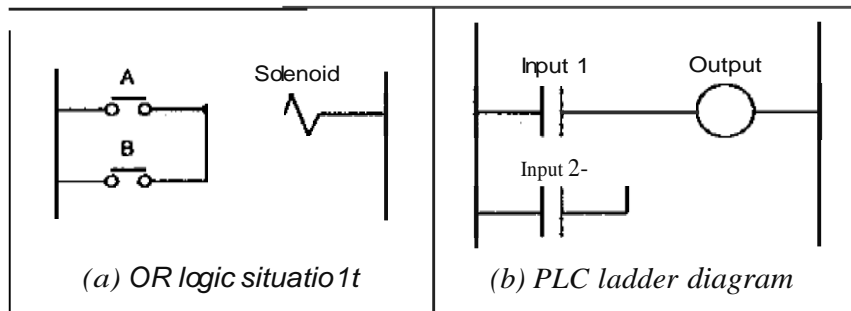 A
Solenoid
B
(a) OR logic situatio1t
Input 1
Output
Input 2-
(b) PLC ladder diagram